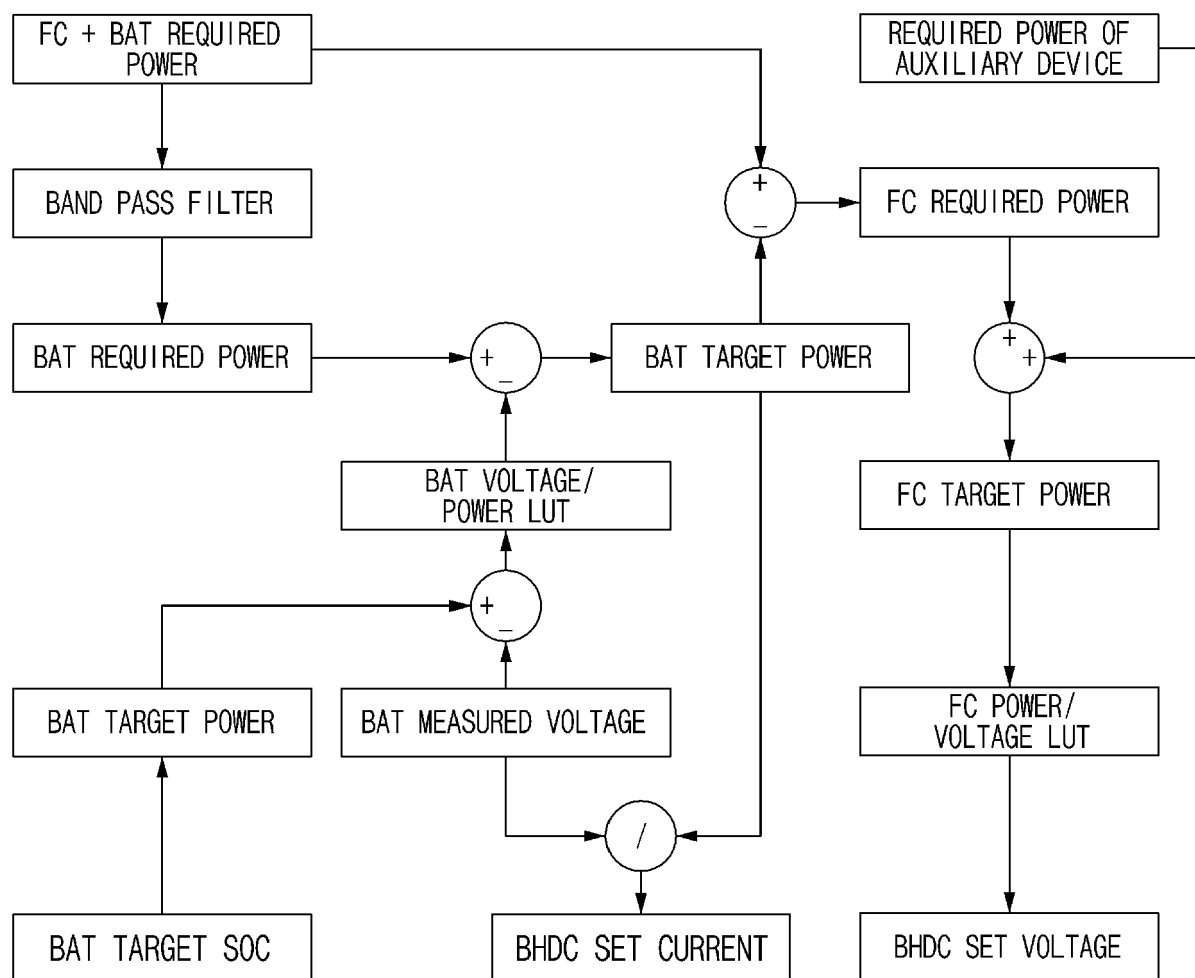 FC + BAT REQUIRED
POWER
REQUIRED POWER OF
AUXILIARY DEVICE
BAND PASS FILTER
+
−
FC REQUIRED POWER
BAT REQUIRED POWER
+
−
BAT TARGET POWER
+
+
BAT VOLTAGE/
POWER LUT
FC TARGET POWER
+
−
BAT TARGET POWER
BAT MEASURED VOLTAGE
FC POWER/
VOLTAGE LUT
/
BAT TARGET SOC
BHDC SET CURRENT
BHDC SET VOLTAGE